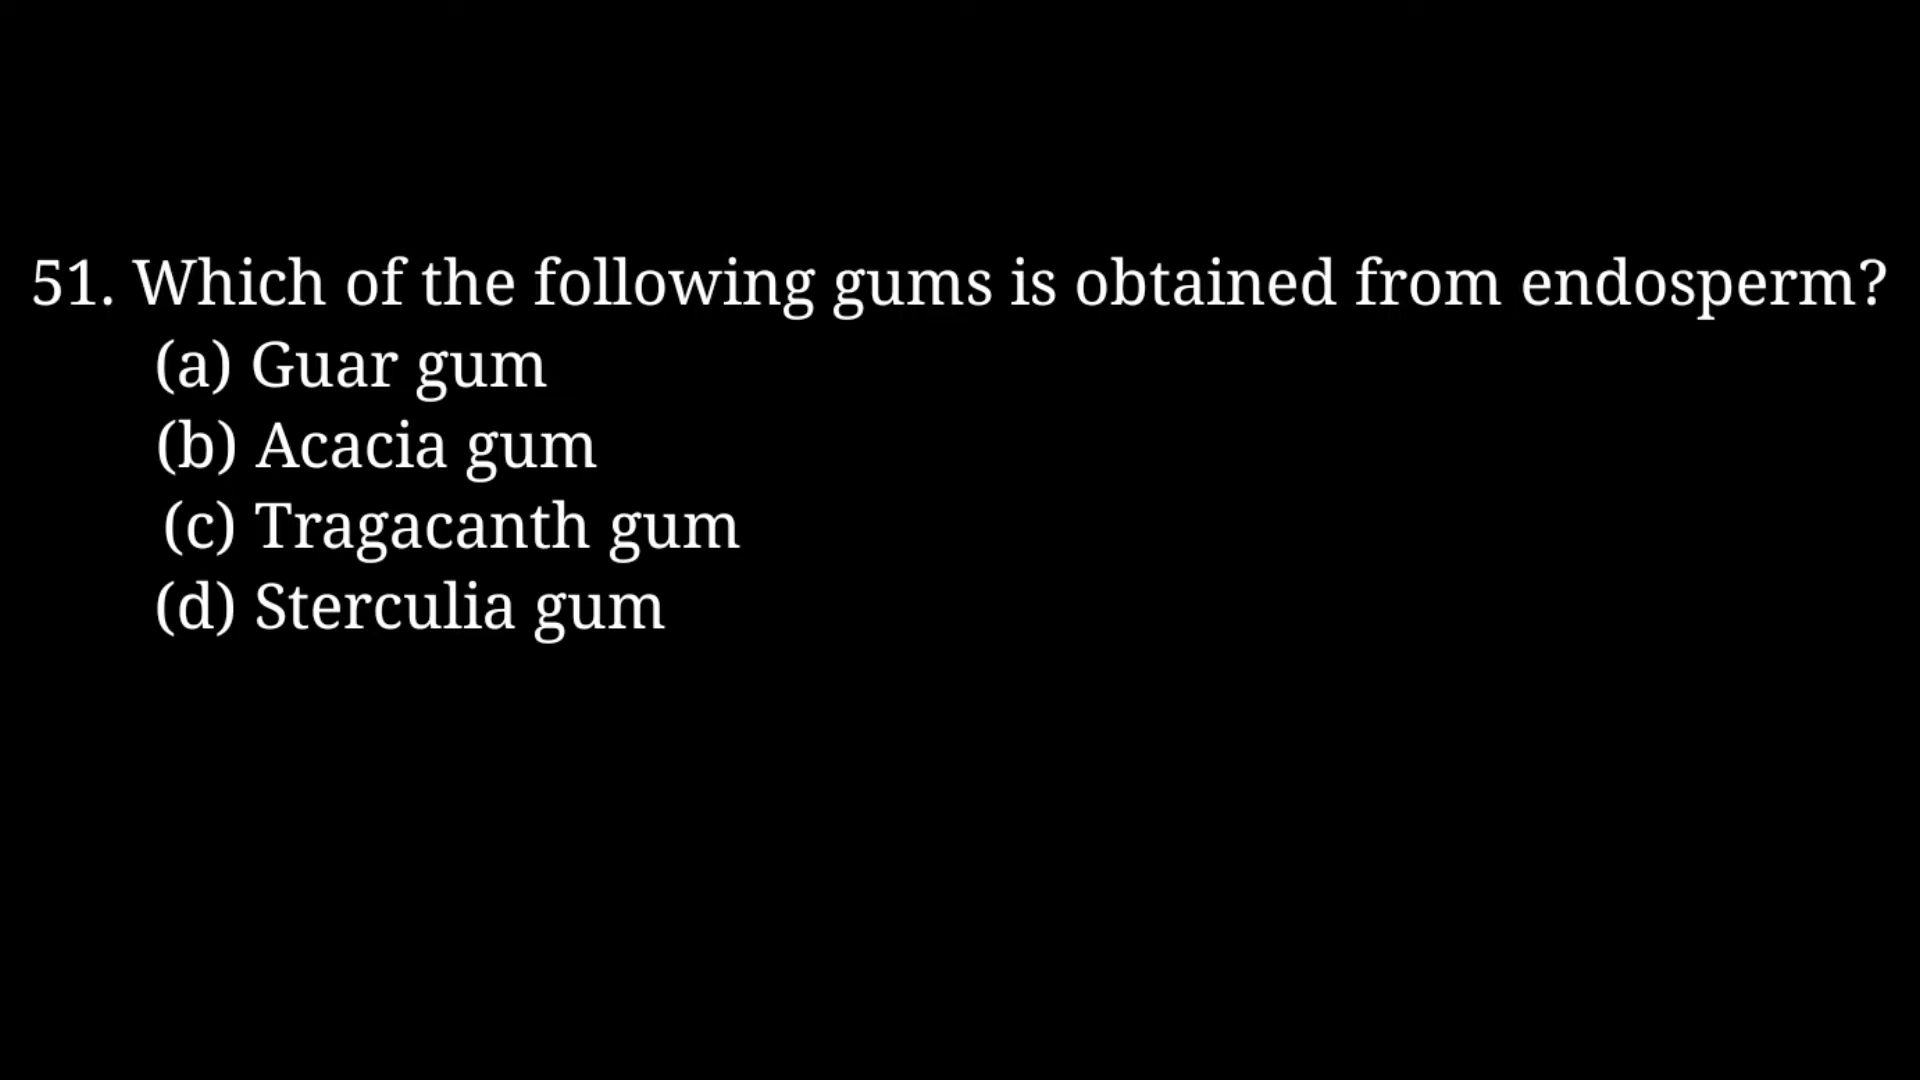 51. Which of the following gums is obtained from endosperm?
(a) Guar gum
(b) Acacia gum
(c) Tragacanth gum
(d) Sterculia gum